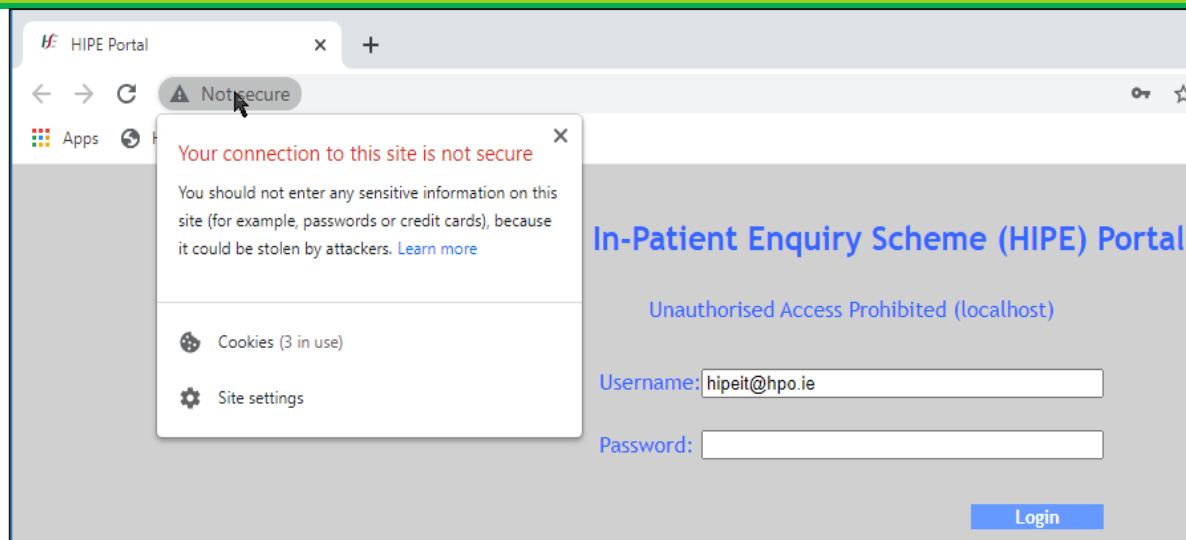 HIPE Portal
Not secure
Apps
Your connection to this site is not secure
You should not enter any sensitive information on this
site (for example, passwords or credit cards), because
it could be stolen by attackers. Learn more
Cookies (3 in use)
Site settings
In-Patient Enquiry Scheme (HIPE) Portal
Unauthorised Access Prohibited (localhost)
Username: hipeit@hpo.ie
Password:
Login